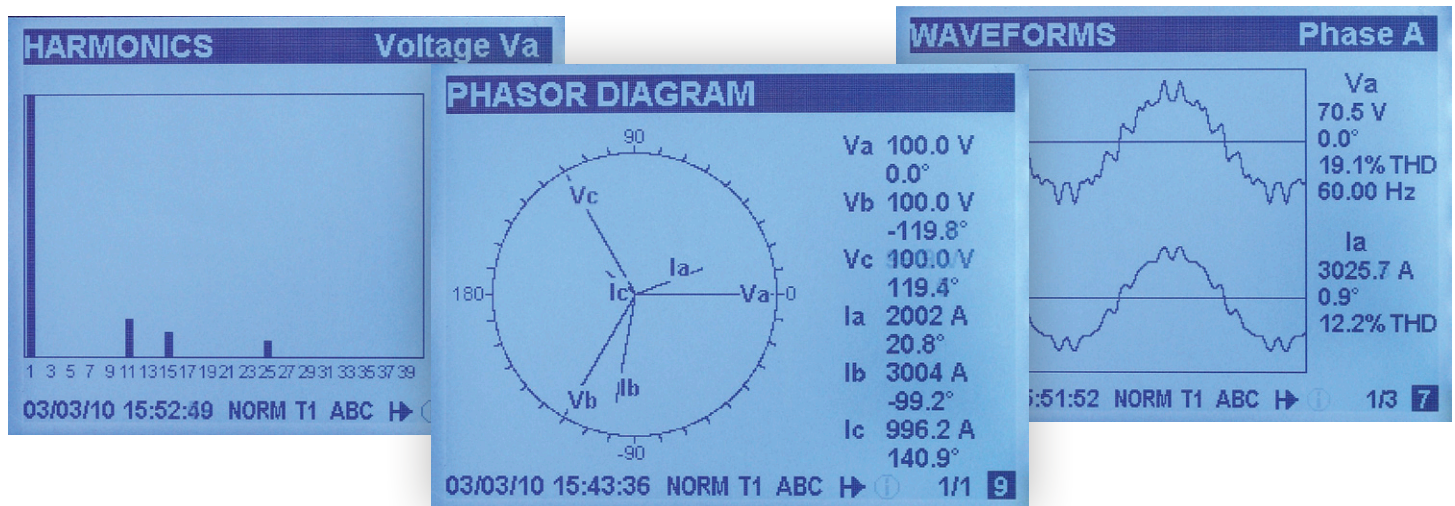 HARMONICS Voltage Va
1 3 5 7 9 11 13 15 17 19 21 23 25 27 29 31 33 35 37 39
03/03/10 15:52:49 NORM T1 ABC
PHASOR DIAGRAM
90
180
0
-90
Va
Vb
Vc
Ia
Ib
Ic
Va 100.0 V
0.0°
Vb 100.0 V
-119.8°
Vc 100.0 V
119.4°
Ia 2002 A
20.8°
Ib 3004 A
-99.2°
Ic 996.2 A
140.9°
03/03/10 15:43:36 NORM T1 ABC 1/1 9
WAVEFORMS Phase A
Va
70.5 V
0.0°
19.1% THD
60.00 Hz
Ia
3025.7 A
0.9°
12.2% THD
5:51:52 NORM T1 ABC 1/3 7